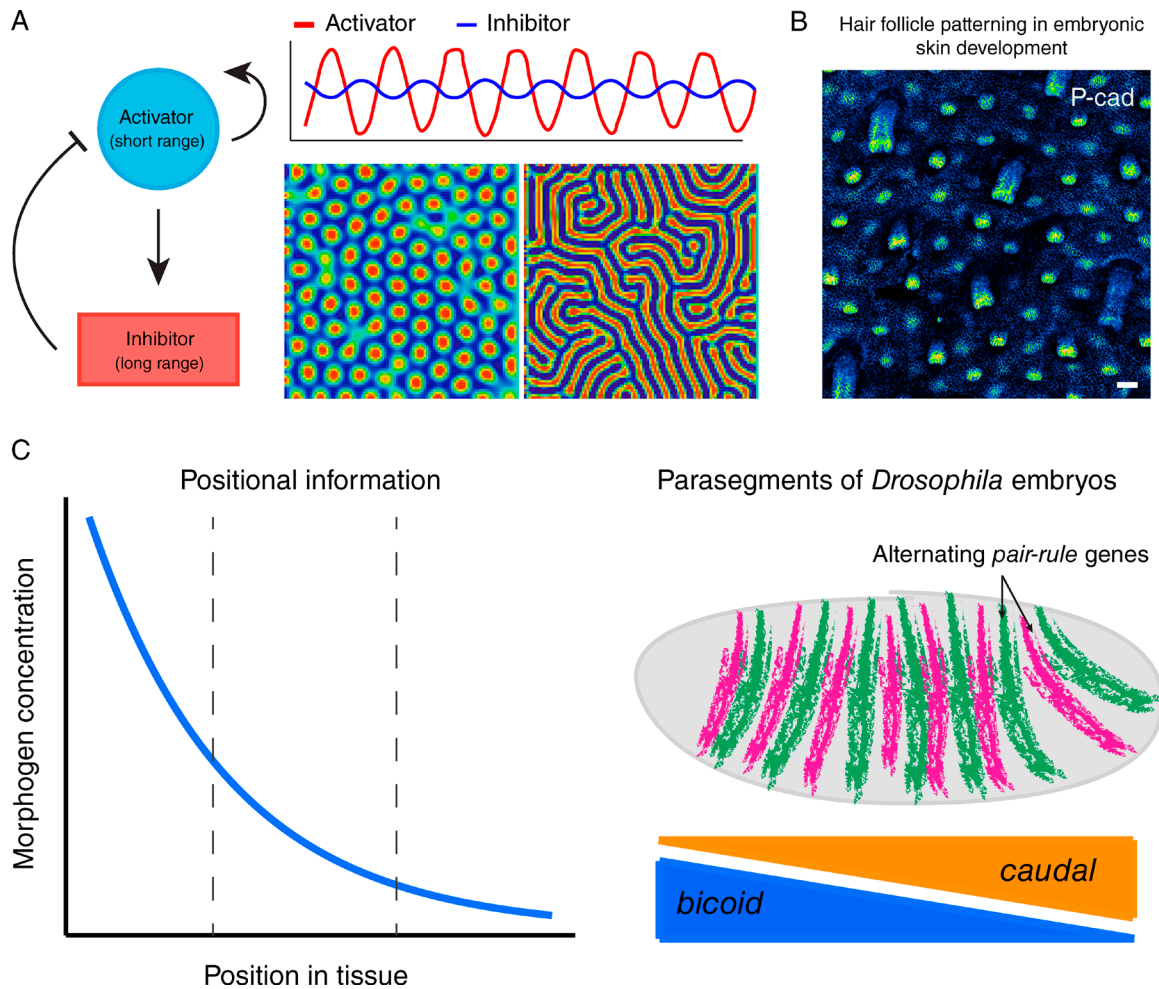 A
Activator
Inhibitor
Activator
(short range)
Inhibitor
(long range)
B
Hair follicle patterning in embryonic
skin development
P-cad
C
Positional information
Morphogen concentration
Position in tissue
Parasegments of Drosophila embryos
Alternating pair-rule genes
caudal
bicoid